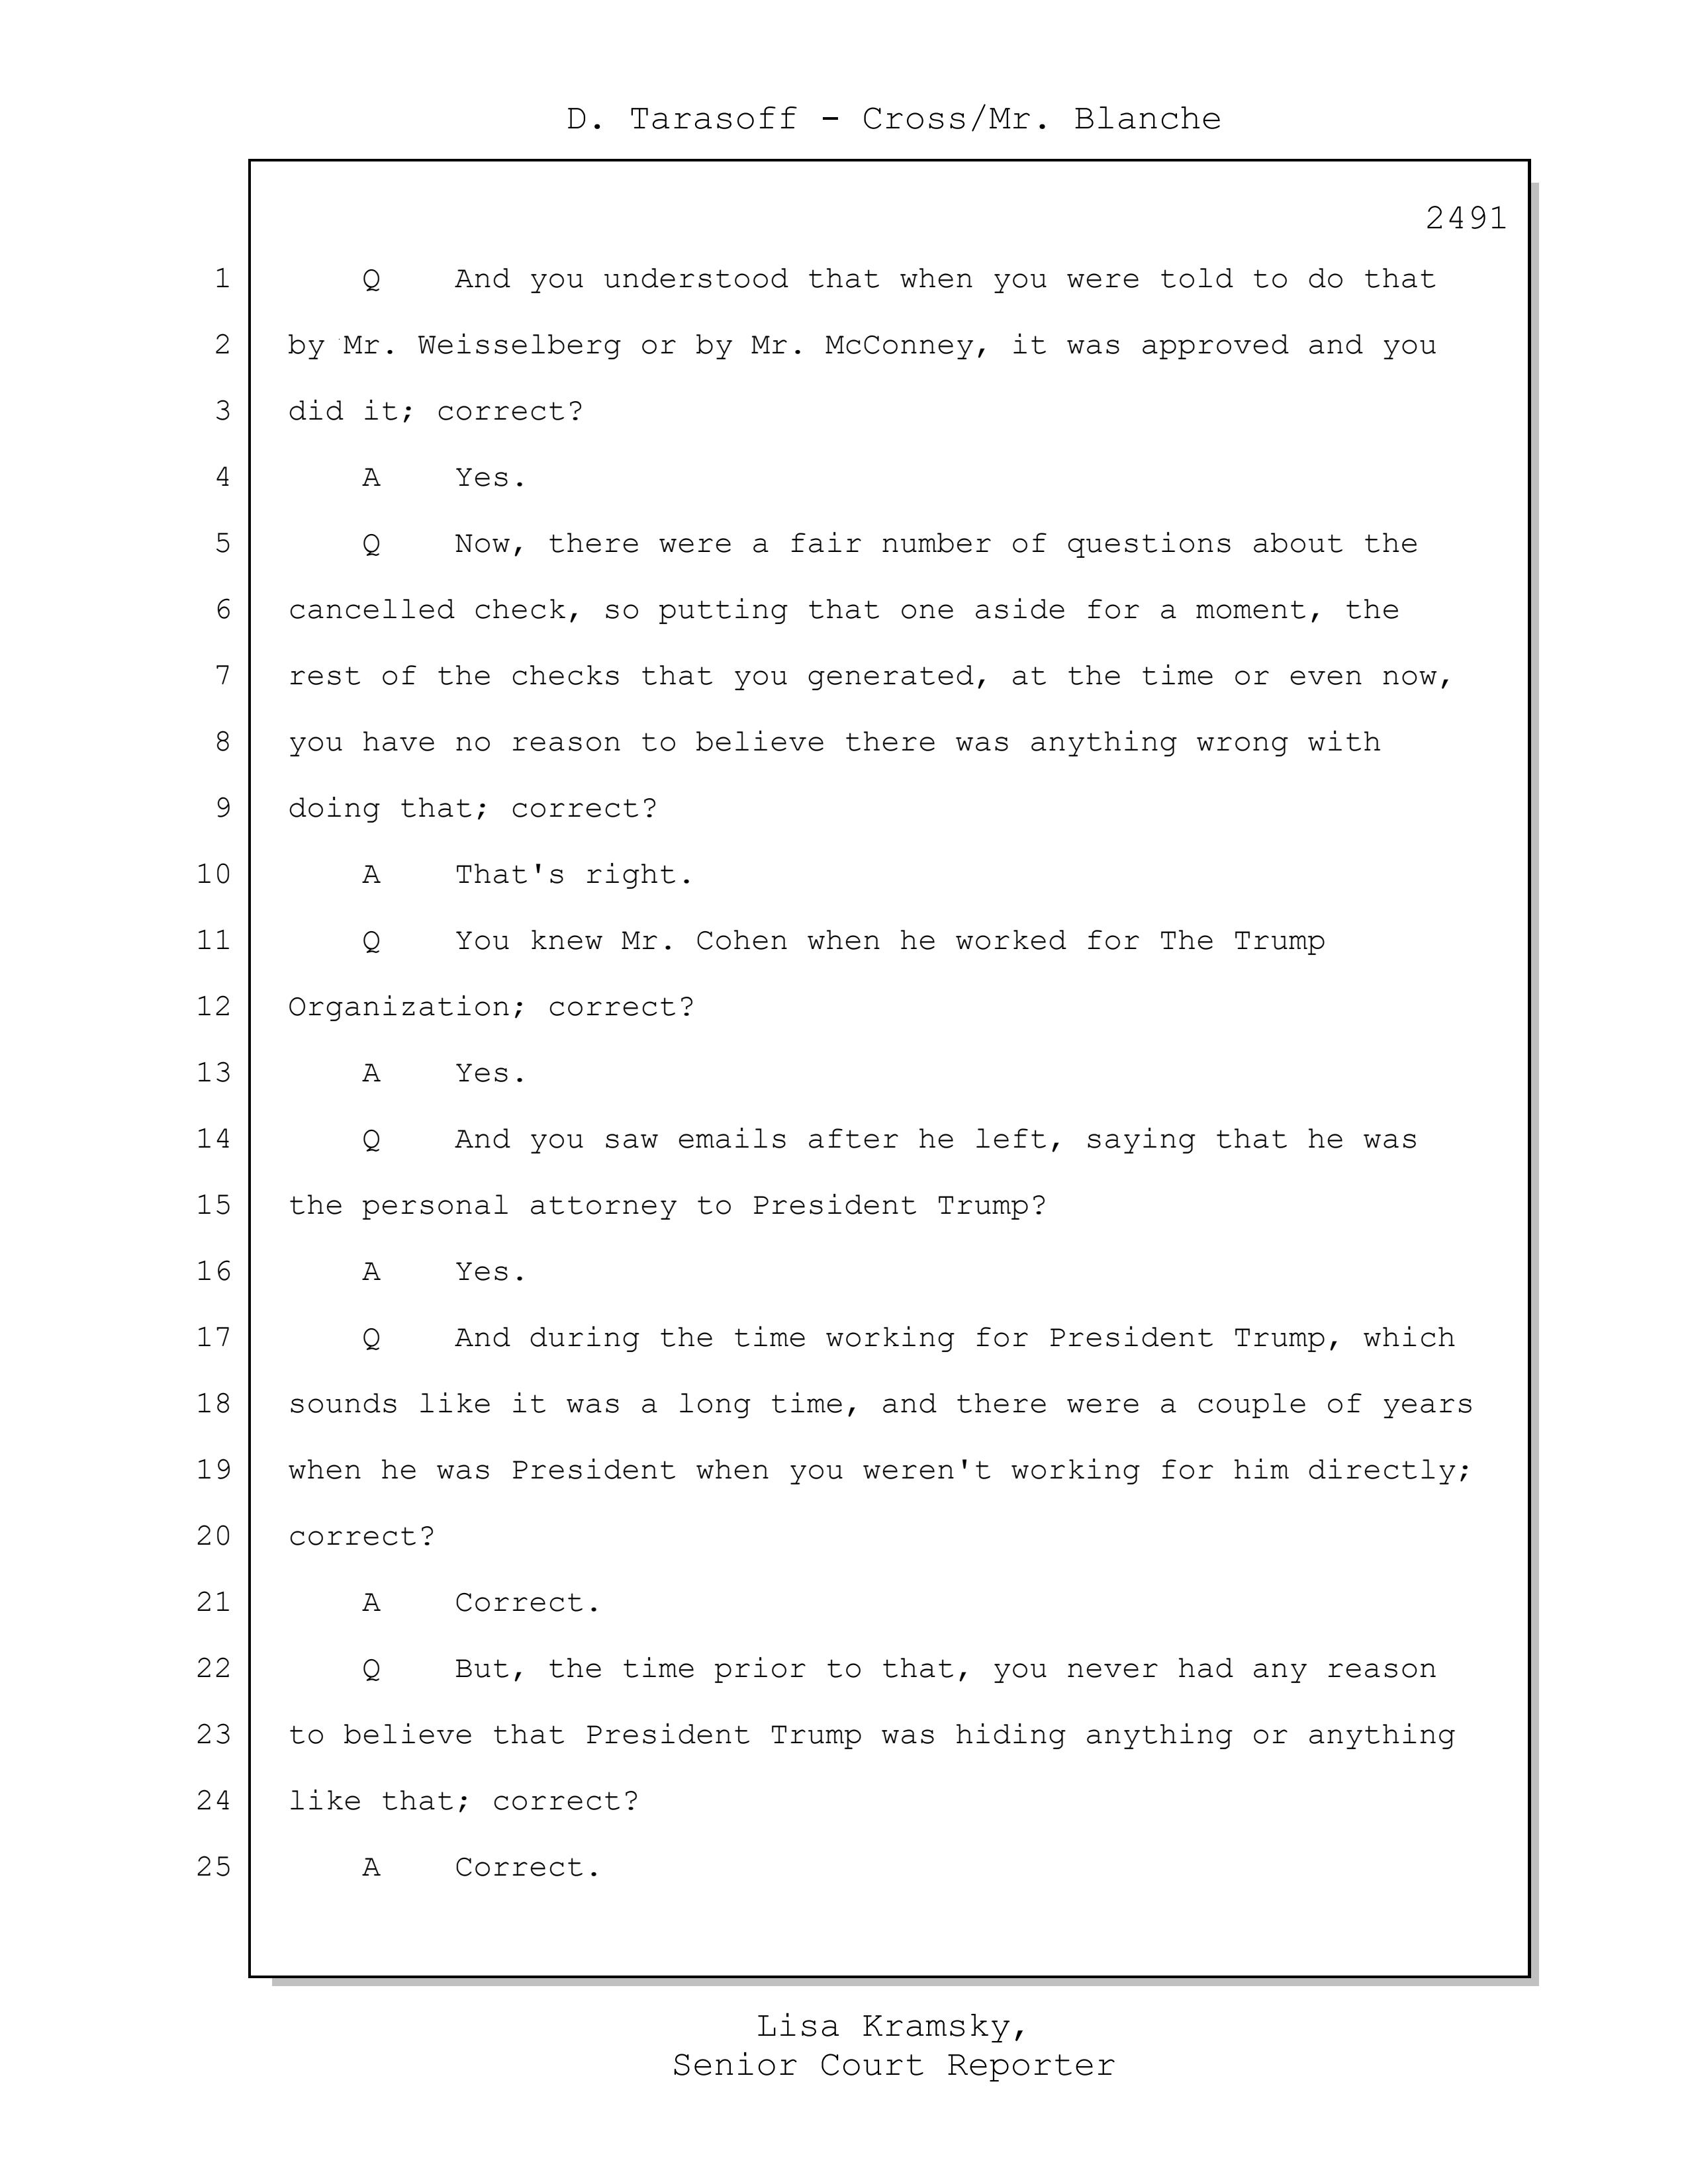 D. Tarasoff - Cross/Mr. Blanche
2491
1 Q And you understood that when you were told to do that
2 by Mr. Weisselberg or by Mr. McConney, it was approved and you
3 did it; correct?
4 A Yes.
5 Q Now, there were a fair number of questions about the
6 cancelled check, so putting that one aside for a moment, the
7 rest of the checks that you generated, at the time or even now,
8 you have no reason to believe there was anything wrong with
9 doing that; correct?
10 A That's right.
11 Q You knew Mr. Cohen when he worked for The Trump
12 Organization; correct?
13 A Yes.
14 Q And you saw emails after he left, saying that he was
15 the personal attorney to President Trump?
16 A Yes.
17 Q And during the time working for President Trump, which
18 sounds like it was a long time, and there were a couple of years
19 when he was President when you weren't working for him directly;
20 correct?
21 A Correct.
22 Q But, the time prior to that, you never had any reason
23 to believe that President Trump was hiding anything or anything
24 like that; correct?
25 A Correct.
Lisa Kramsky,
Senior Court Reporter